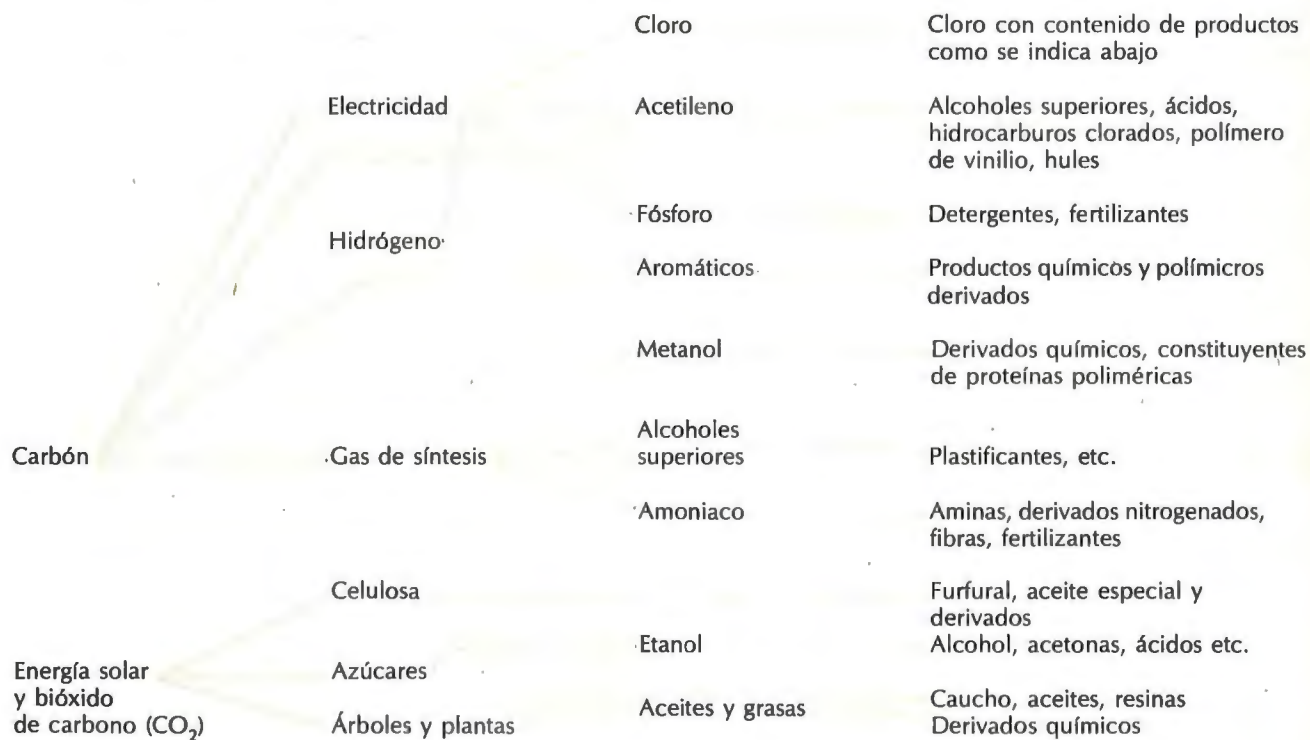 Cloro
Cloro con contenido de productos
como se indica abajo
Electricidad
Acetileno
Alcoholes superiores, ácidos,
hidrocarburos clorados, polímero
de vinilio, hules
Fósforo
Detergentes, fertilizantes
Hidrógeno
Aromáticos
Productos químicos y polímicros
derivados
Metanol
Derivados químicos, constituyentes
de proteínas poliméricas
Carbón
Gas de síntesis
Alcoholes
superiores
Plastificantes, etc.
Amoniaco
Aminas, derivados nitrogenados,
fibras, fertilizantes
Celulosa
Furfural, aceite especial y
derivados
Etanol
Alcohol, acetonas, ácidos etc.
Energía solar
y bióxido
de carbono (CO₂)
Azúcares
Árboles y plantas
Aceites y grasas
Caucho, aceites, resinas
Derivados químicos